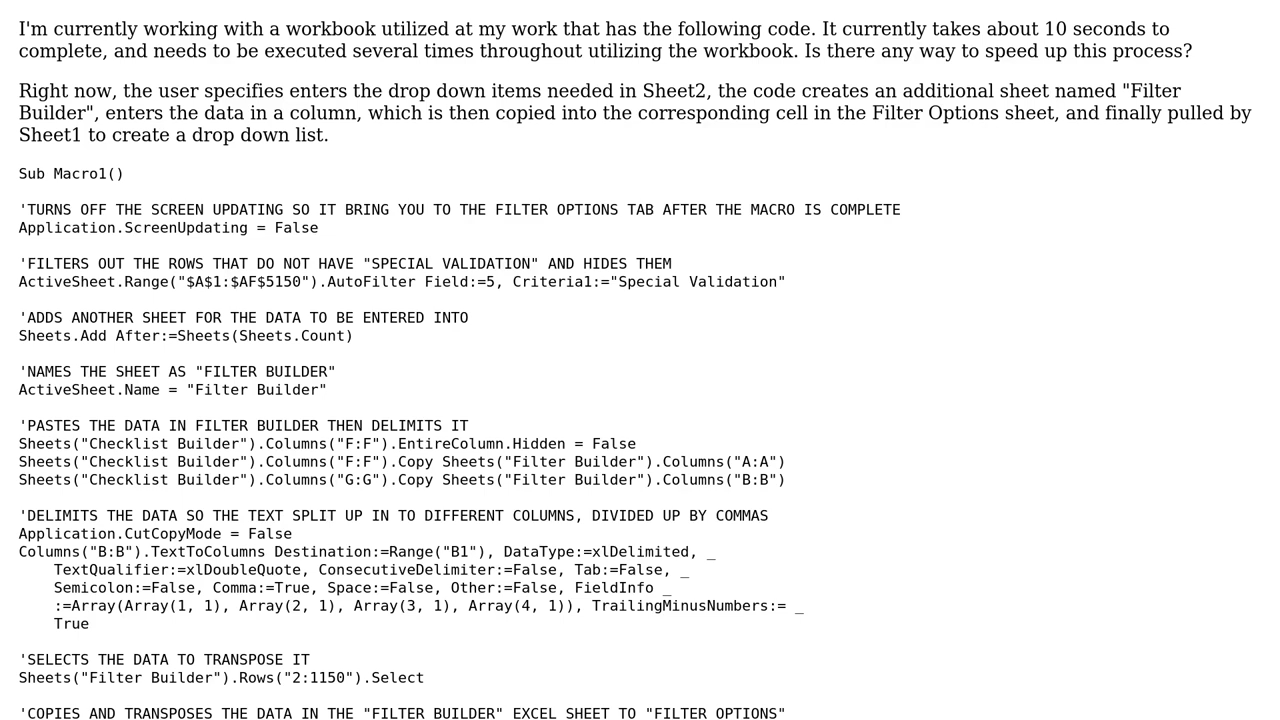 I'm currently working with a workbook utilized at my work that has the following code. It currently takes about 10 seconds to
complete, and needs to be executed several times throughout utilizing the workbook. Is there any way to speed up this process?
Right now, the user specifies enters the drop down items needed in Sheet2, the code creates an additional sheet named "Filter
Builder", enters the data in a column, which is then copied into the corresponding cell in the Filter Options sheet, and finally pulled by
Sheet1 to create a drop down list.
Sub Macro1()
'TURNS OFF THE SCREEN UPDATING SO IT BRING YOU TO THE FILTER OPTIONS TAB AFTER THE MACRO IS COMPLETE
Application.ScreenUpdating = False
'FILTERS OUT THE ROWS THAT DO NOT HAVE "SPECIAL VALIDATION" AND HIDES THEM
ActiveSheet.Range("$A$1:$AF$5150").AutoFilter Field:=5, Criteria1:="Special Validation"
'ADDS ANOTHER SHEET FOR THE DATA TO BE ENTERED INTO
Sheets.Add After:=Sheets(Sheets.Count)
'NAMES THE SHEET AS "FILTER BUILDER"
ActiveSheet.Name = "Filter Builder"
'PASTES THE DATA IN FILTER BUILDER THEN DELIMITS IT
Sheets("Checklist Builder").Columns("F:F").EntireColumn.Hidden = False
Sheets("Checklist Builder").Columns("F:F").Copy Sheets("Filter Builder").Columns("A:A")
Sheets("Checklist Builder").Columns("G:G").Copy Sheets("Filter Builder").Columns("B:B")
'DELIMITS THE DATA SO THE TEXT SPLIT UP IN TO DIFFERENT COLUMNS, DIVIDED UP BY COMMAS
Application.CutCopyMode = False
Columns("B:B").TextToColumns Destination:=Range("B1"), DataType:=xlDelimited, _
    TextQualifier:=xlDoubleQuote, ConsecutiveDelimiter:=False, Tab:=False, _
    Semicolon:=False, Comma:=True, Space:=False, Other:=False, FieldInfo _
    :=Array(Array(1, 1), Array(2, 1), Array(3, 1), Array(4, 1)), TrailingMinusNumbers:= _
    True
'SELECTS THE DATA TO TRANSPOSE IT
Sheets("Filter Builder").Rows("2:1150").Select
'COPIES AND TRANSPOSES THE DATA IN THE "FILTER BUILDER" EXCEL SHEET TO "FILTER OPTIONS"